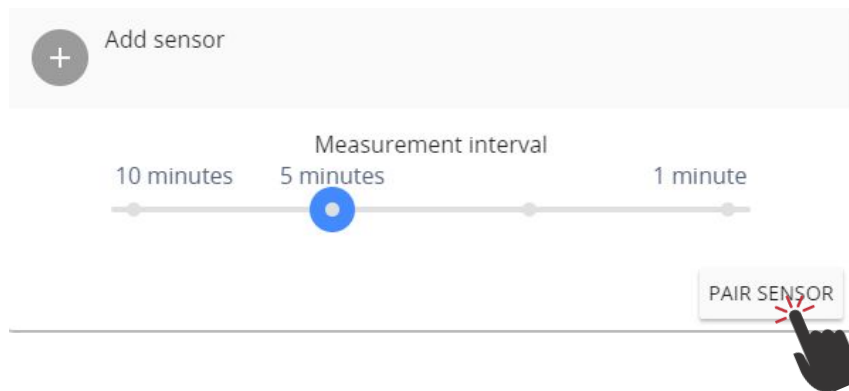 Add sensor
Measurement interval
10 minutes 5 minutes 1 minute
PAIR SENSOR